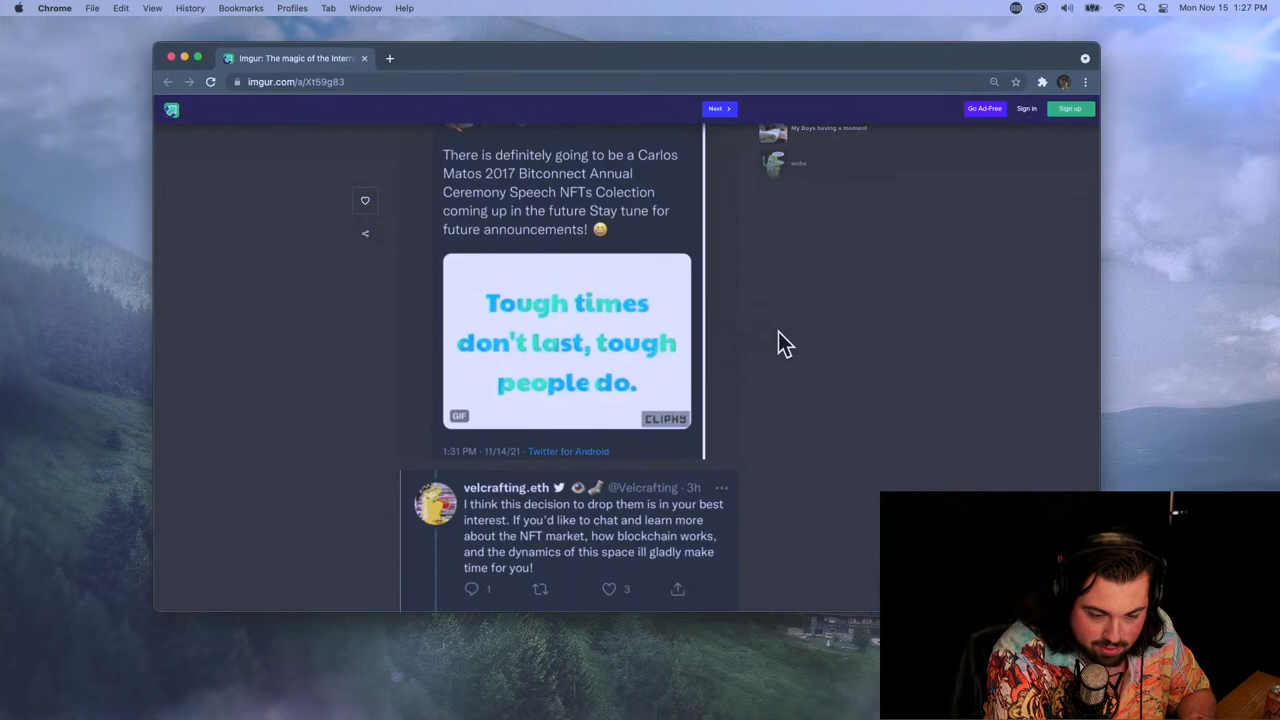 Chrome File Edit View History Bookmarks Profiles Tab Window Help
Mon Nov 15 1:27 PM
Imgur: The magic of the Intern
imgur.com/a/Xt59g83
Next
Go Ad-Free
Sign in
Sign up
My Boys having a moment
There is definitely going to be a Carlos
Matos 2017 Bitconnect Annual
Ceremony Speech NFTs Colection
coming up in the future Stay tune for
future announcements! 😀
Tough times
don't last, tough
people do.
GIF
CLIPHY
1:31 PM · 11/14/21 · Twitter for Android
velcrafting.eth @Velcrafting · 3h
I think this decision to drop them is in your best
interest. If you'd like to chat and learn more
about the NFT market, how blockchain works,
and the dynamics of this space ill gladly make
time for you!
1
3